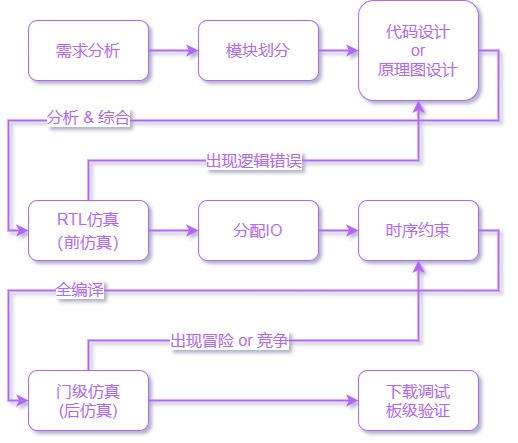 需求分析
模块划分
代码设计
or
原理图设计
分析 & 综合
出现逻辑错误
RTL仿真
(前仿真)
分配IO
时序约束
全编译
出现冒险 or 竞争
门级仿真
(后仿真)
下载调试
板级验证